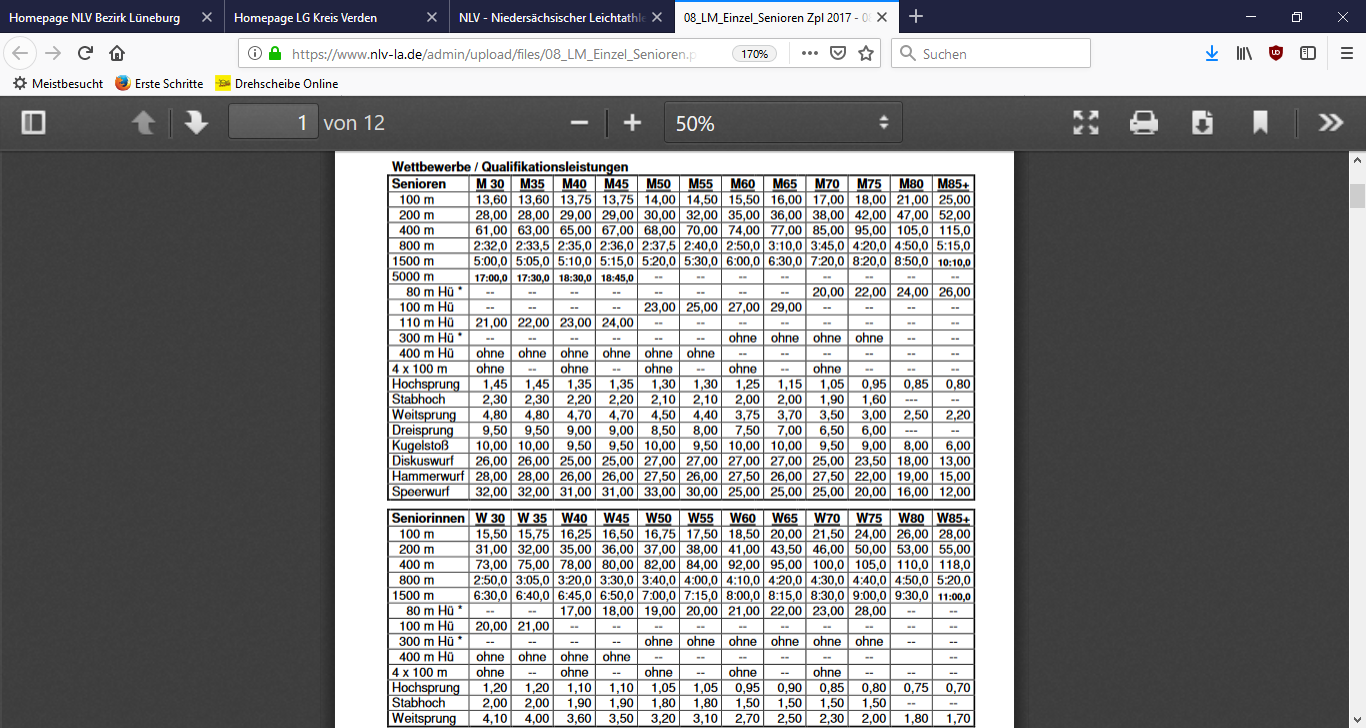 Homepage NLV Bezirk Lüneburg Homepage LG Kreis Verden NLV - Niedersächsischer Leichtathle 08_LM_Einzel_Senioren Zpl 2017 - 08
https://www.nlv-la.de/admin/upload/files/08_LM_Einzel_Senioren.p 170% Suchen
Meistbesucht Erste Schritte Drehscheibe Online
1 von 12 50%
Wettbewerbe / Qualifikationsleistungen
Senioren M 30 M35 M40 M45 M50 M55 M60 M65 M70 M75 M80 M85+
100 m 13,60 13,60 13,75 13,75 14,00 14,50 15,50 16,00 17,00 18,00 21,00 25,00
200 m 28,00 28,00 29,00 29,00 30,00 32,00 35,00 36,00 38,00 42,00 47,00 52,00
400 m 61,00 63,00 65,00 67,00 68,00 70,00 74,00 77,00 85,00 95,00 105,0 115,0
800 m 2:32,0 2:33,5 2:35,0 2:36,0 2:37,5 2:40,0 2:50,0 3:10,0 3:45,0 4:20,0 4:50,0 5:15,0
1500 m 5:00,0 5:05,0 5:10,0 5:15,0 5:20,0 5:30,0 6:00,0 6:30,0 7:20,0 8:20,0 8:50,0 10:10,0
5000 m 17:00,0 17:30,0 18:30,0 18:45,0 -- -- -- -- -- -- -- --
80 m Hü * -- -- -- -- -- -- -- -- 20,00 22,00 24,00 26,00
100 m Hü -- -- -- -- 23,00 25,00 27,00 29,00 -- -- -- --
110 m Hü 21,00 22,00 23,00 24,00 -- -- -- -- -- -- -- --
300 m Hü * -- -- -- -- -- -- ohne ohne ohne ohne -- --
400 m Hü ohne ohne ohne ohne ohne ohne -- -- -- -- -- --
4 x 100 m ohne -- ohne -- ohne -- ohne -- ohne -- -- --
Hochsprung 1,45 1,45 1,35 1,35 1,30 1,30 1,25 1,15 1,05 0,95 0,85 0,80
Stabhoch 2,30 2,30 2,20 2,20 2,10 2,10 2,00 2,00 1,90 1,60 --- --
Weitsprung 4,80 4,80 4,70 4,70 4,50 4,40 3,75 3,70 3,50 3,00 2,50 2,20
Dreisprung 9,50 9,50 9,00 9,00 8,50 8,00 7,50 7,00 6,50 6,00 --- --
Kugelstoß 10,00 10,00 9,50 9,50 10,00 9,50 10,00 10,00 9,50 9,00 8,00 6,00
Diskuswurf 26,00 26,00 25,00 25,00 27,00 27,00 27,00 27,00 25,00 23,50 18,00 13,00
Hammerwurf 28,00 28,00 26,00 26,00 27,50 26,00 27,50 26,00 27,50 22,00 19,00 15,00
Speerwurf 32,00 32,00 31,00 31,00 33,00 30,00 25,00 25,00 25,00 20,00 16,00 12,00
Seniorinnen W 30 W 35 W40 W45 W50 W55 W60 W65 W70 W75 W80 W85+
100 m 15,50 15,75 16,25 16,50 16,75 17,50 18,50 20,00 21,50 24,00 26,00 28,00
200 m 31,00 32,00 35,00 36,00 37,00 38,00 41,00 43,50 46,00 50,00 53,00 55,00
400 m 73,00 75,00 78,00 80,00 82,00 84,00 92,00 95,00 100,0 105,0 110,0 118,0
800 m 2:50,0 3:05,0 3:20,0 3:30,0 3:40,0 4:00,0 4:10,0 4:20,0 4:30,0 4:40,0 4:50,0 5:20,0
1500 m 6:30,0 6:40,0 6:45,0 6:50,0 7:00,0 7:15,0 8:00,0 8:15,0 8:30,0 9:00,0 9:30,0 11:00,0
80 m Hü * -- -- 17,00 18,00 19,00 20,00 21,00 22,00 23,00 28,00 -- --
100 m Hü 20,00 21,00 -- -- -- -- -- -- -- -- -- --
300 m Hü * -- -- -- -- ohne ohne ohne ohne ohne ohne -- --
400 m Hü ohne ohne ohne ohne -- -- -- -- -- -- --
4 x 100 m ohne -- ohne -- ohne -- ohne -- ohne -- --
Hochsprung 1,20 1,20 1,10 1,10 1,05 1,05 0,95 0,90 0,85 0,80 0,75 0,70
Stabhoch 2,00 2,00 1,90 1,90 1,80 1,80 1,50 1,50 1,50 1,50 -- --
Weitsprung 4,10 4,00 3,60 3,50 3,20 3,10 2,70 2,50 2,30 2,00 1,80 1,70